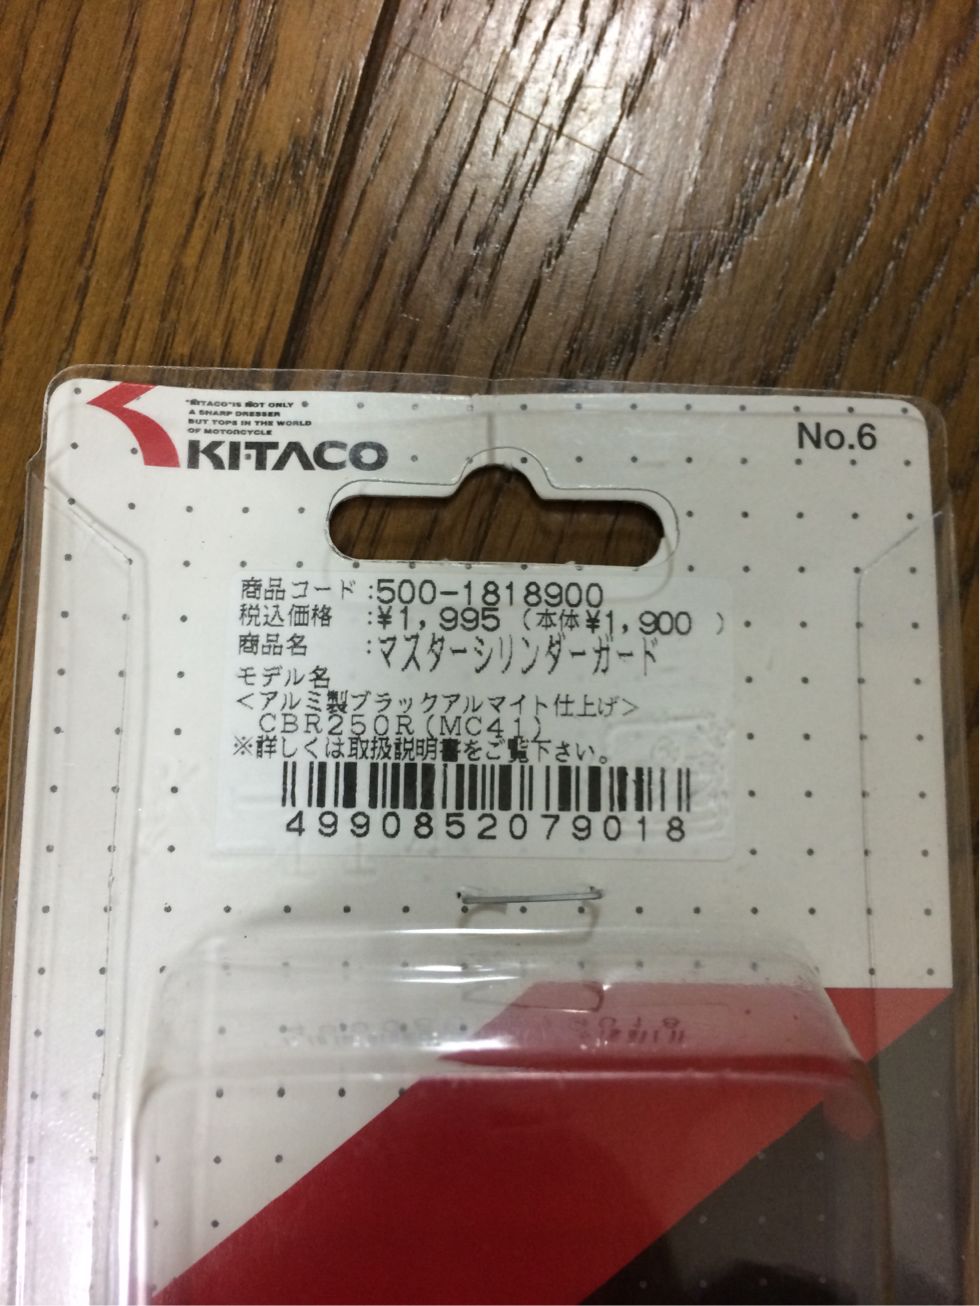 "KITACO"IS NOT ONLY
A SHARP DRESSER
BUT TOPS IN THE WORLD
OF MOTORCYCLE
KITACO
No.6
商品コード:500-1818900
税込価格 :¥1,995 (本体¥1,900 )
商品名 :マスターシリンダーガード
モデル名
<アルミ製ブラックアルマイト仕上げ>
CBR250R(MC41)
※詳しくは取扱説明書をご覧下さい。
4990852079018